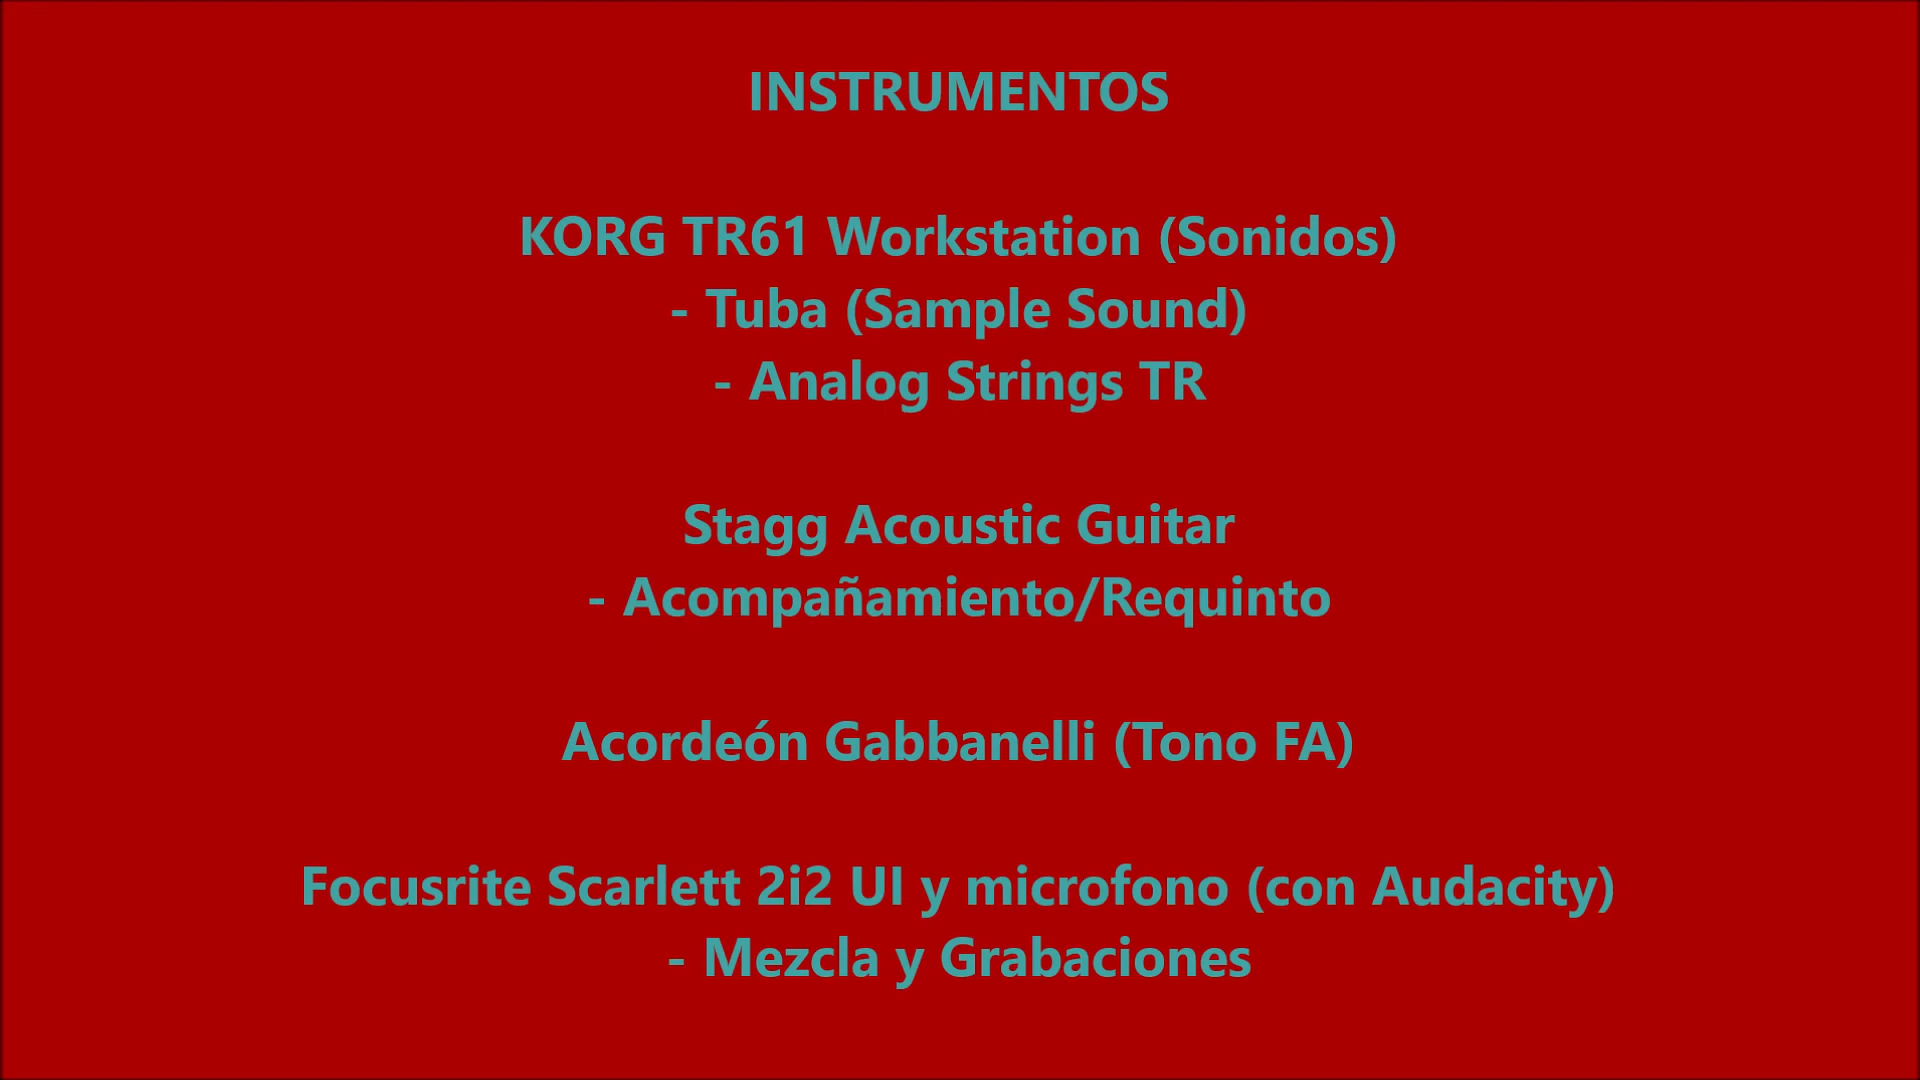 INSTRUMENTOS
KORG TR61 Workstation (Sonidos)
- Tuba (Sample Sound)
- Analog Strings TR
Stagg Acoustic Guitar
- Acompañamiento/Requinto
Acordeón Gabbanelli (Tono FA)
Focusrite Scarlett 2i2 UI y microfono (con Audacity)
- Mezcla y Grabaciones